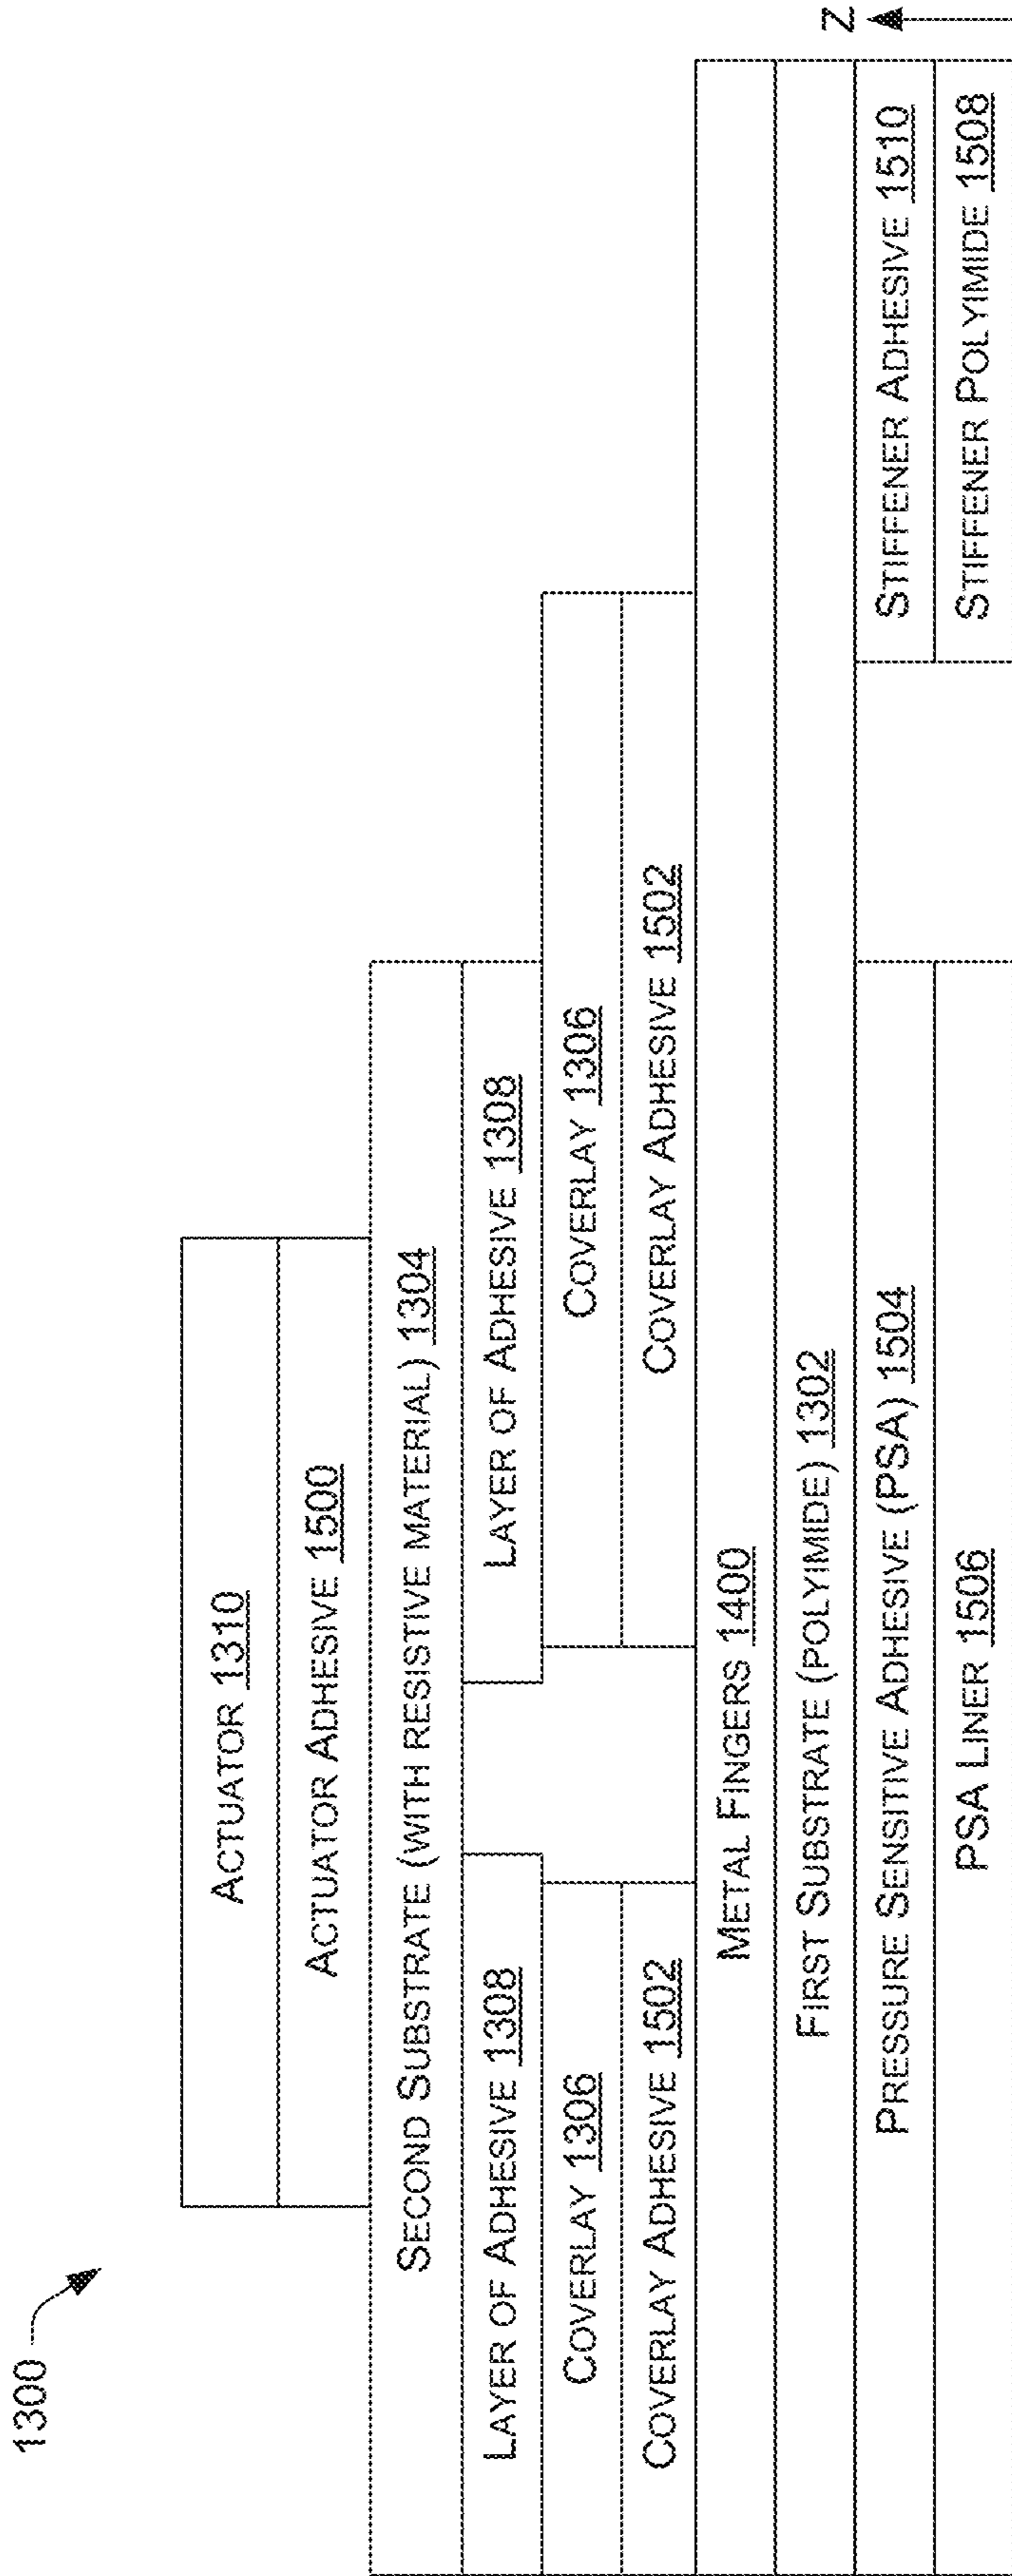 1300
Z
ACTUATOR 1310
ACTUATOR ADHESIVE 1500
SECOND SUBSTRATE (WITH RESISTIVE MATERIAL) 1304
LAYER OF ADHESIVE 1308
LAYER OF ADHESIVE 1308
COVERLAY 1306
COVERLAY 1306
COVERLAY ADHESIVE 1502
COVERLAY ADHESIVE 1502
METAL FINGERS 1400
FIRST SUBSTRATE (POLYIMIDE) 1302
PRESSURE SENSITIVE ADHESIVE (PSA) 1504
STIFFENER ADHESIVE 1510
PSA LINER 1506
STIFFENER POLYIMIDE 1508